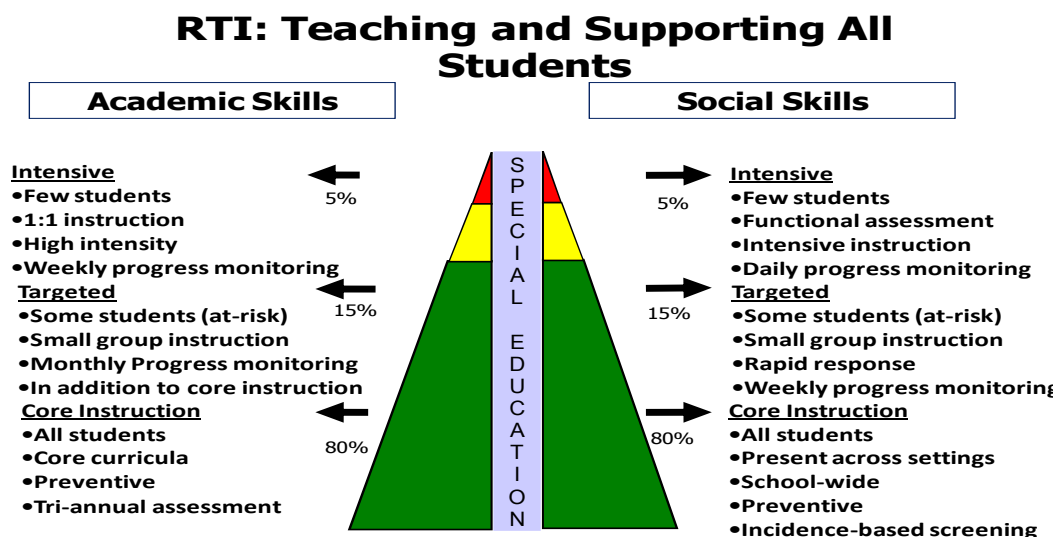 RTI: Teaching and Supporting All
Students
Academic Skills
Intensive
•Few students
•1:1 instruction
•High intensity
•Weekly progress monitoring
5%
Targeted
•Some students (at-risk)
•Small group instruction
•Monthly Progress monitoring
•In addition to core instruction
15%
Core Instruction
•All students
•Core curricula
•Preventive
•Tri-annual assessment
80%
SPECIAL EDUCATION
Social Skills
5%
Intensive
•Few students
•Functional assessment
•Intensive instruction
•Daily progress monitoring
15%
Targeted
•Some students (at-risk)
•Small group instruction
•Rapid response
•Weekly progress monitoring
80%
Core Instruction
•All students
•Present across settings
•School-wide
•Preventive
•Incidence-based screening